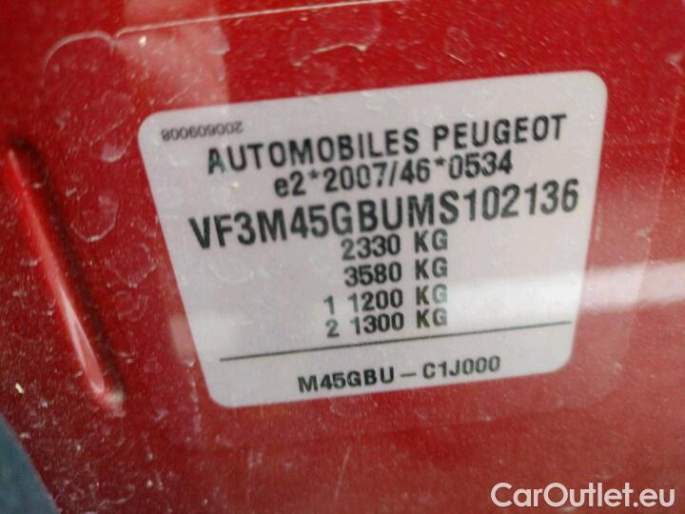 200609008
AUTOMOBILES PEUGEOT
e2*2007/46*0534
VF3M45GBUMS102136
2330 KG
3580 KG
1 1200 KG
2 1300 KG
M45GBU-C1J000
CarOutlet.eu